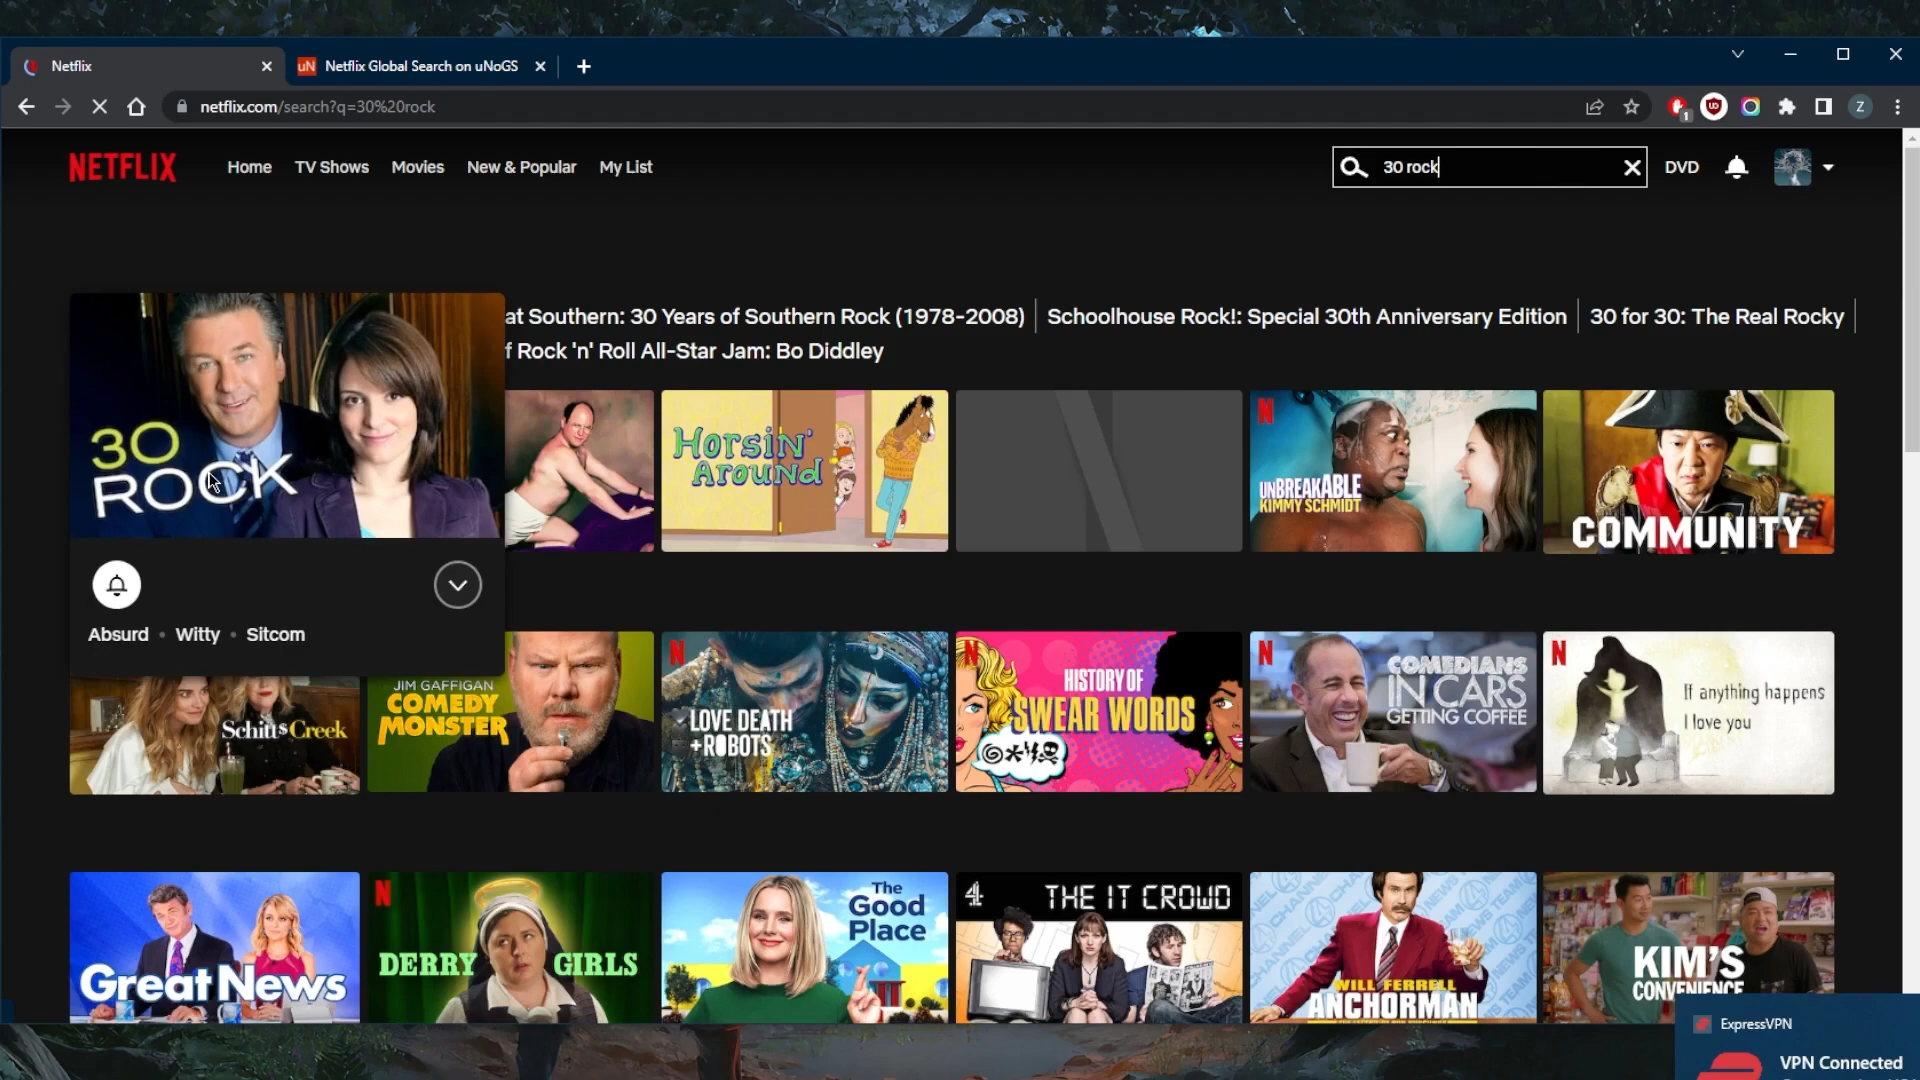 Netflix
uN Netflix Global Search on uNoGS
netflix.com/search?q=30%20rock
1
Z
NETFLIX Home TV Shows Movies New & Popular My List 30 rock DVD
at Southern: 30 Years of Southern Rock (1978-2008) Schoolhouse Rock!: Special 30th Anniversary Edition 30 for 30: The Real Rocky
f Rock 'n' Roll All-Star Jam: Bo Diddley
30
ROCK
Horsin'
Around
N
UNBREAKABLE
KIMMY SCHMIDT
COMMUNITY
Absurd • Witty • Sitcom
Schitt's Creek
JIM GAFFIGAN
COMEDY
MONSTER
N
LOVE DEATH
+ROBOTS
N
HISTORY OF
SWEAR WORDS
N
COMEDIANS
IN CARS
GETTING COFFEE
N
If anything happens
I love you
Great News
N
DERRY GIRLS
The
Good
Place
4
THE IT CROWD
WILL FERRELL
ANCHORMAN
KIM'S
CONVENIENCE
ExpressVPN
VPN Connected